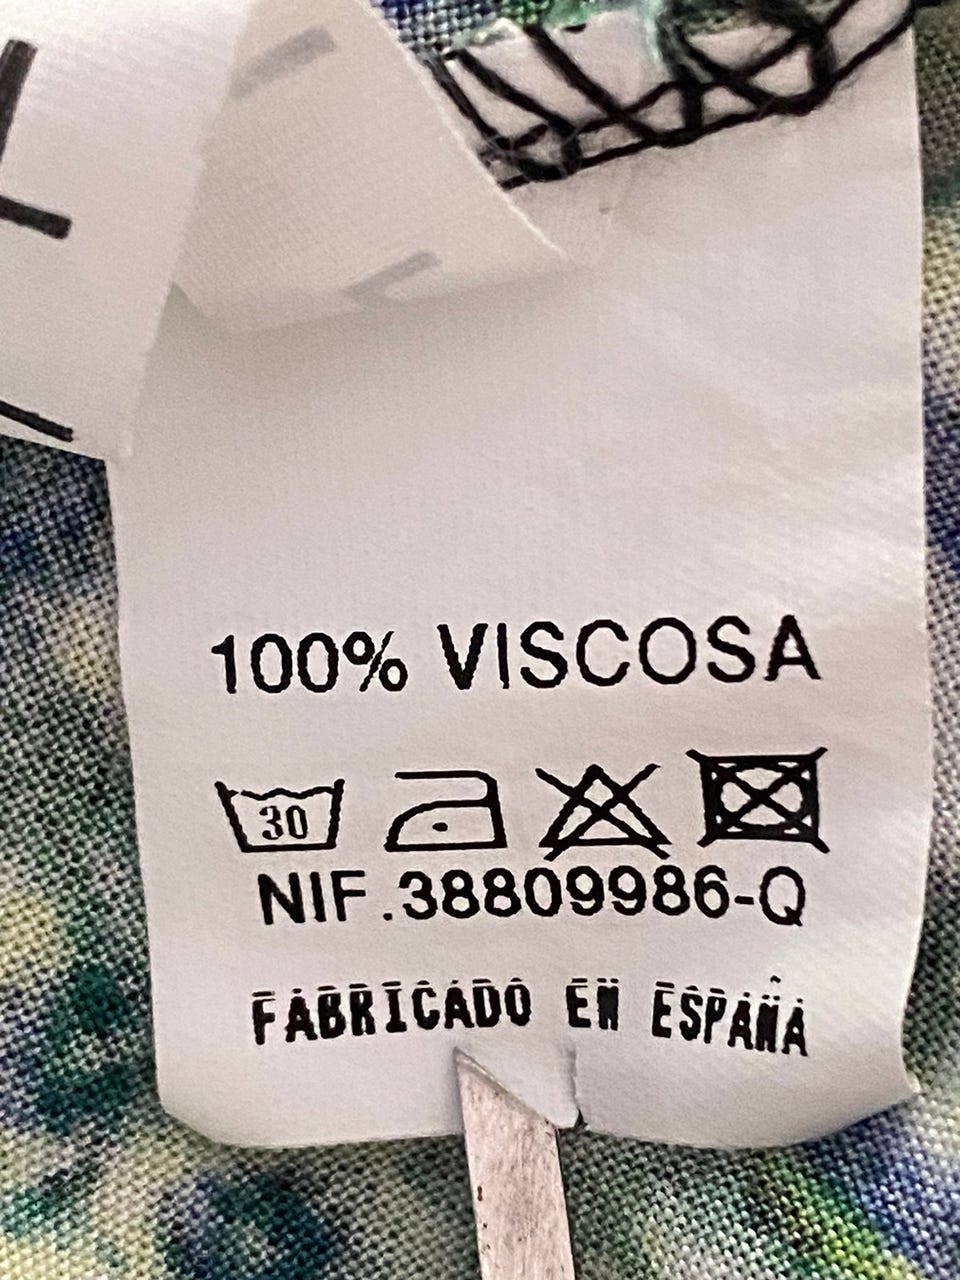 100% VISCOSA
30
NIF.38809986-Q
FABRICADO EN ESPAÑA